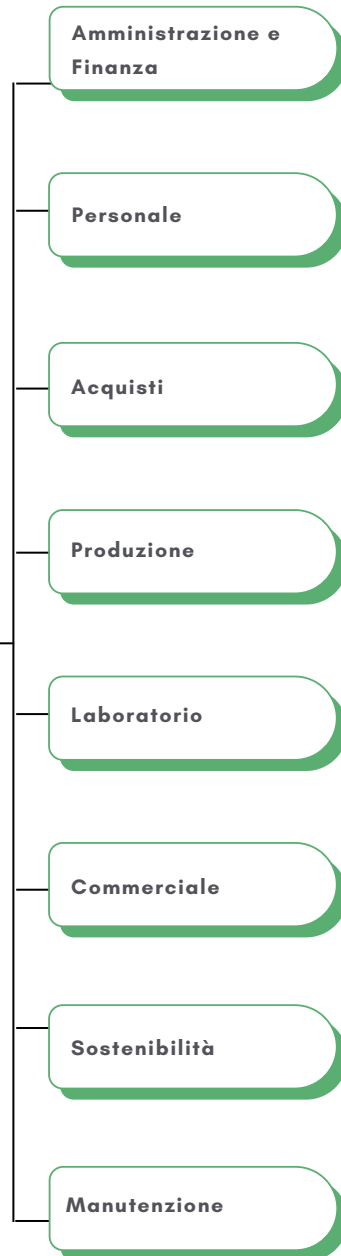 Amministrazione e
Finanza
Personale
Acquisti
Produzione
Laboratorio
Commerciale
Sostenibilità
Manutenzione